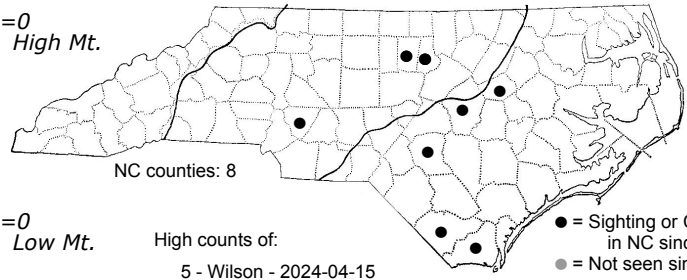 =0
High Mt.
NC counties: 8
=0
Low Mt.
High counts of:
5 - Wilson - 2024-04-15
= Sighting or
in NC sinc
= Not seen sin